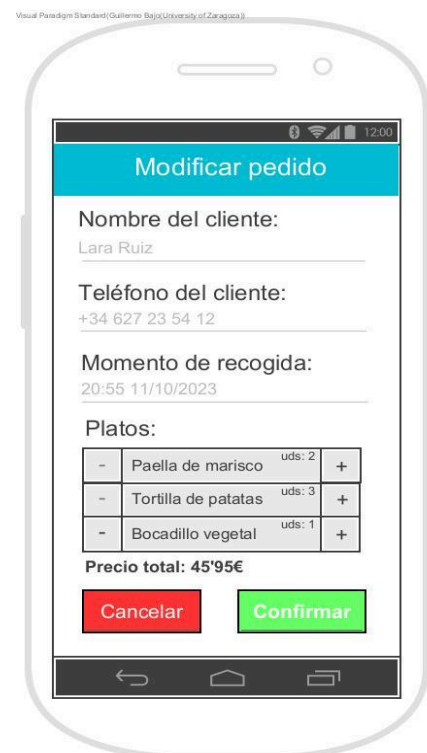 Visual Paradigm Standard(Guillermo Bajo(University of Zaragoza))
12:00
Modificar pedido
Nombre del cliente:
Lara Ruiz
Teléfono del cliente:
+34 627 23 54 12
Momento de recogida:
20:55 11/10/2023
Platos:
- Paella de marisco uds: 2 +
- Tortilla de patatas uds: 3 +
- Bocadillo vegetal uds: 1 +
Precio total: 45'95€
Cancelar Confirmar